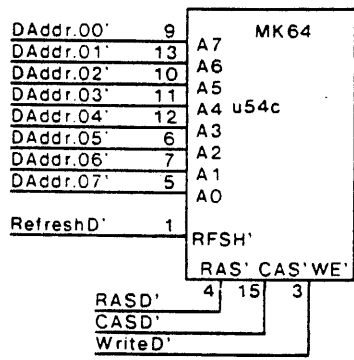 DAddr.00' 9 MK64
DAddr.01' 13 A7
DAddr.02' 10 A6
DAddr.03' 11 A5
DAddr.04' 12 A4 u54c
DAddr.05' 6 A3
DAddr.06' 7 A2
DAddr.07' 5 A1
A0
RefreshD' 1
RFSH'
RAS' CAS' WE'
4 15 3
RASD'
CASD'
WriteD'